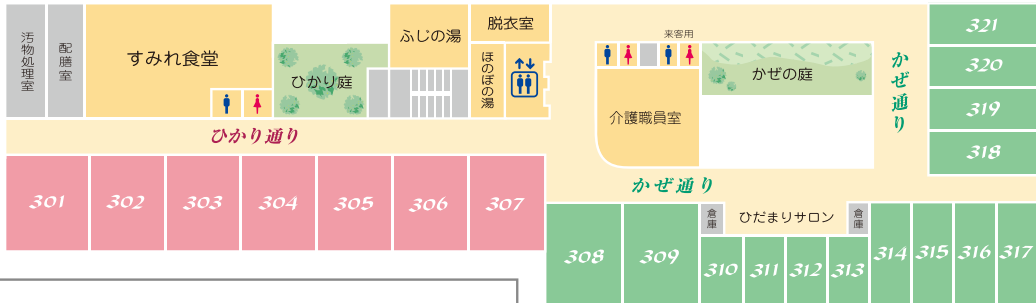 汚物処理室
配膳室
すみれ食堂
ひかり庭
ふじの湯
脱衣室
ほのぼの湯
来客用
介護職員室
かぜの庭
かぜ通り
321
320
319
318
ひかり通り
かぜ通り
301
302
303
304
305
306
307
308
309
倉庫
ひだまりサロン
倉庫
310
311
312
313
314
315
316
317